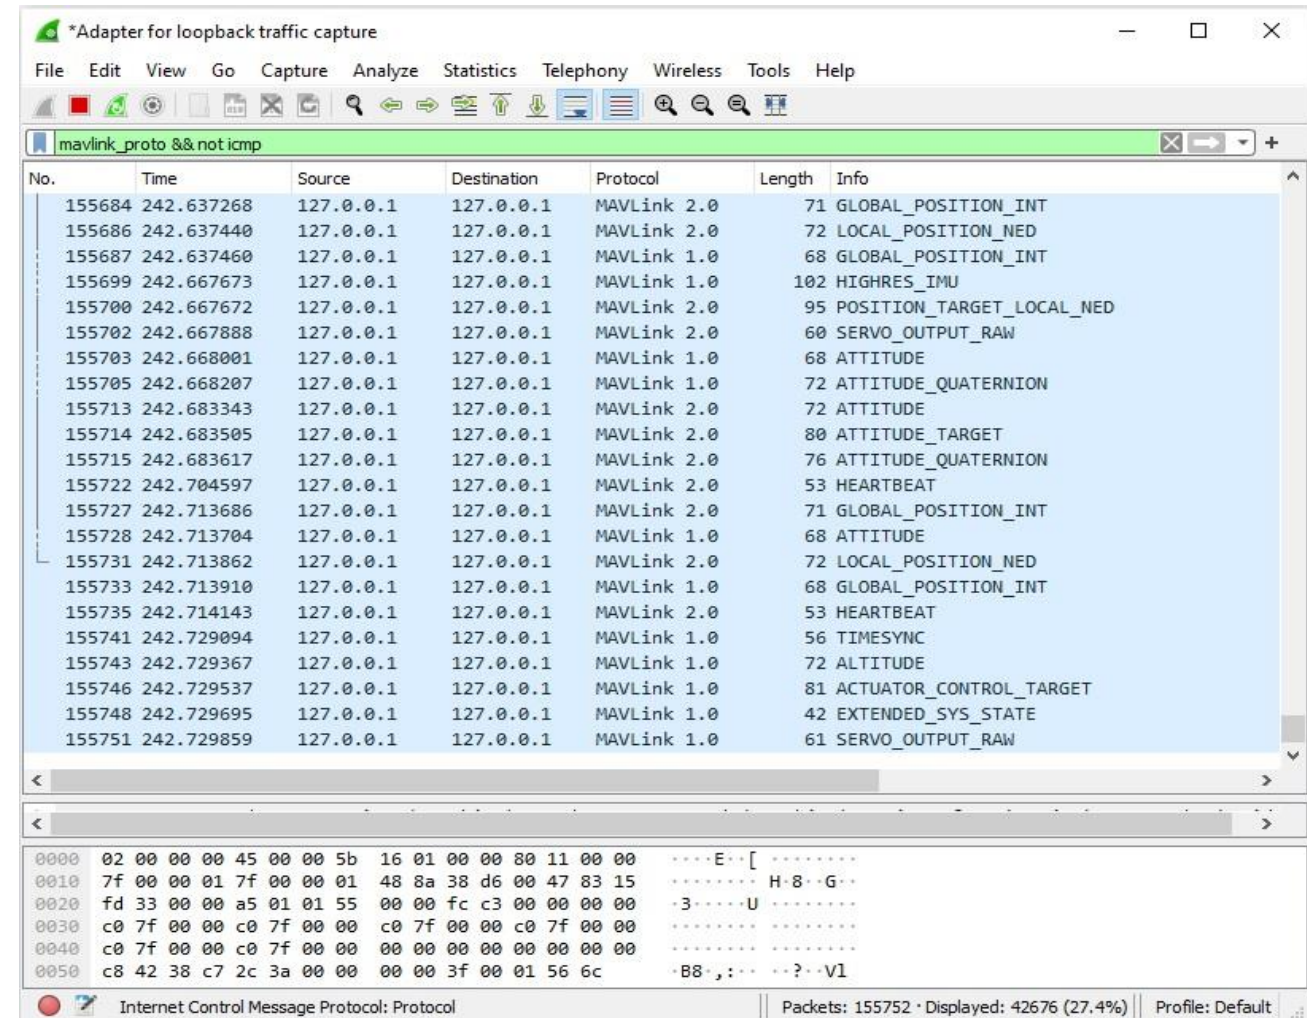 *Adapter for loopback traffic capture
File Edit View Go Capture Analyze Statistics Telephony Wireless Tools Help
mavlink_proto && not icmp
No. Time Source Destination Protocol Length Info
155684 242.637268 127.0.0.1 127.0.0.1 MAVLink 2.0 71 GLOBAL_POSITION_INT
155686 242.637440 127.0.0.1 127.0.0.1 MAVLink 2.0 72 LOCAL_POSITION_NED
155687 242.637460 127.0.0.1 127.0.0.1 MAVLink 1.0 68 GLOBAL_POSITION_INT
155699 242.667673 127.0.0.1 127.0.0.1 MAVLink 1.0 102 HIGHRES_IMU
155700 242.667672 127.0.0.1 127.0.0.1 MAVLink 2.0 95 POSITION_TARGET_LOCAL_NED
155702 242.667888 127.0.0.1 127.0.0.1 MAVLink 2.0 60 SERVO_OUTPUT_RAW
155703 242.668001 127.0.0.1 127.0.0.1 MAVLink 1.0 68 ATTITUDE
155705 242.668207 127.0.0.1 127.0.0.1 MAVLink 1.0 72 ATTITUDE_QUATERNION
155713 242.683343 127.0.0.1 127.0.0.1 MAVLink 2.0 72 ATTITUDE
155714 242.683505 127.0.0.1 127.0.0.1 MAVLink 2.0 80 ATTITUDE_TARGET
155715 242.683617 127.0.0.1 127.0.0.1 MAVLink 2.0 76 ATTITUDE_QUATERNION
155722 242.704597 127.0.0.1 127.0.0.1 MAVLink 2.0 53 HEARTBEAT
155727 242.713686 127.0.0.1 127.0.0.1 MAVLink 2.0 71 GLOBAL_POSITION_INT
155728 242.713704 127.0.0.1 127.0.0.1 MAVLink 1.0 68 ATTITUDE
155731 242.713862 127.0.0.1 127.0.0.1 MAVLink 2.0 72 LOCAL_POSITION_NED
155733 242.713910 127.0.0.1 127.0.0.1 MAVLink 1.0 68 GLOBAL_POSITION_INT
155735 242.714143 127.0.0.1 127.0.0.1 MAVLink 2.0 53 HEARTBEAT
155741 242.729094 127.0.0.1 127.0.0.1 MAVLink 1.0 56 TIMESYNC
155743 242.729367 127.0.0.1 127.0.0.1 MAVLink 1.0 72 ALTITUDE
155746 242.729537 127.0.0.1 127.0.0.1 MAVLink 1.0 81 ACTUATOR_CONTROL_TARGET
155748 242.729695 127.0.0.1 127.0.0.1 MAVLink 1.0 42 EXTENDED_SYS_STATE
155751 242.729859 127.0.0.1 127.0.0.1 MAVLink 1.0 61 SERVO_OUTPUT_RAW
0000 02 00 00 00 45 00 00 5b 16 01 00 00 80 11 00 00 ····E··[ ········
0010 7f 00 00 01 7f 00 00 01 48 8a 38 d6 00 47 83 15 ········ H·8··G··
0020 fd 33 00 00 a5 01 01 55 00 00 fc c3 00 00 00 00 ·3·····U ········
0030 c0 7f 00 00 c0 7f 00 00 c0 7f 00 00 c0 7f 00 00 ········ ········
0040 c0 7f 00 00 c0 7f 00 00 00 00 00 00 00 00 00 00 ········ ········
0050 c8 42 38 c7 2c 3a 00 00 00 00 3f 00 01 56 6c ·B8·,:·· ··?··Vl
Internet Control Message Protocol: Protocol Packets: 155752 · Displayed: 42676 (27.4%) Profile: Default